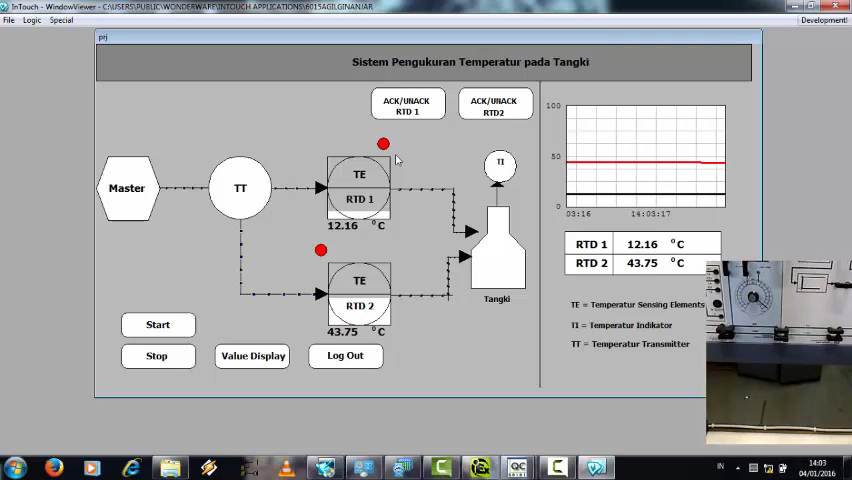 InTouch - WindowViewer - C:\USERS\PUBLIC\WONDERWARE\INTOUCH APPLICATIONS\6015AGILGINANJAR
File Logic Special
Development!
prj
Sistem Pengukuran Temperatur pada Tangki
ACK/UNACK
RTD 1
ACK/UNACK
RTD2
100
50
0
03:16
14:03:17
Master
TT
TE
RTD 1
12.16 °C
TI
Tangki
TE
RTD 2
43.75 °C
RTD 1 12.16 °C
RTD 2 43.75 °C
TE = Temperatur Sensing Elements
TI = Temperatur Indikator
TT = Temperatur Transmitter
Start
Stop
Value Display
Log Out
QC
IN
14:03
04/01/2016